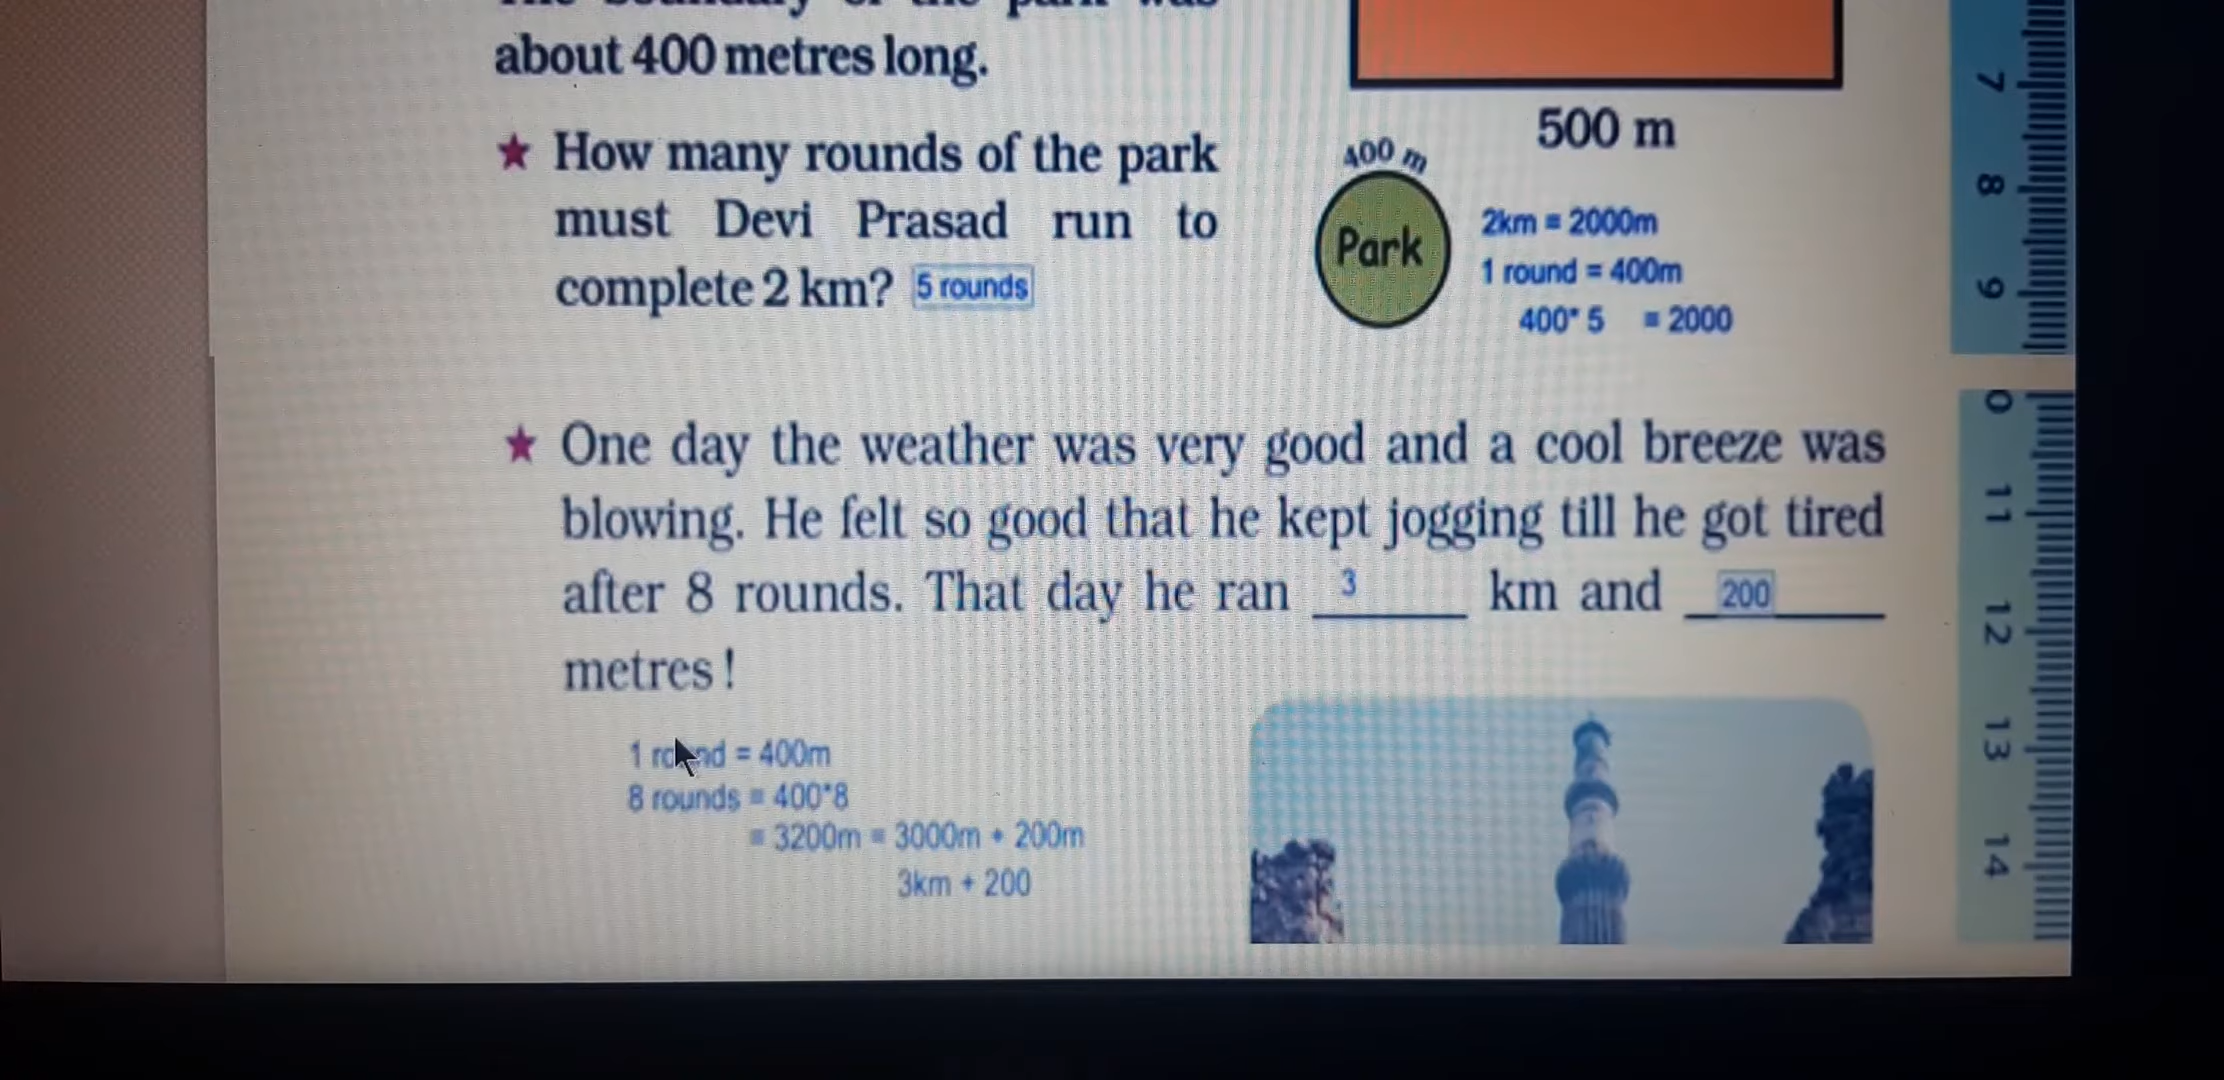 about 400 metres long.
500 m
★ How many rounds of the park
must Devi Prasad run to
complete 2 km? 5 rounds
400 m
Park
2km = 2000m
1 round = 400m
400* 5 = 2000
★ One day the weather was very good and a cool breeze was
blowing. He felt so good that he kept jogging till he got tired
after 8 rounds. That day he ran 3 km and 200
metres !
1 round = 400m
8 rounds = 400*8
= 3200m = 3000m + 200m
3km + 200
7
8
9
0
11
12
13
14